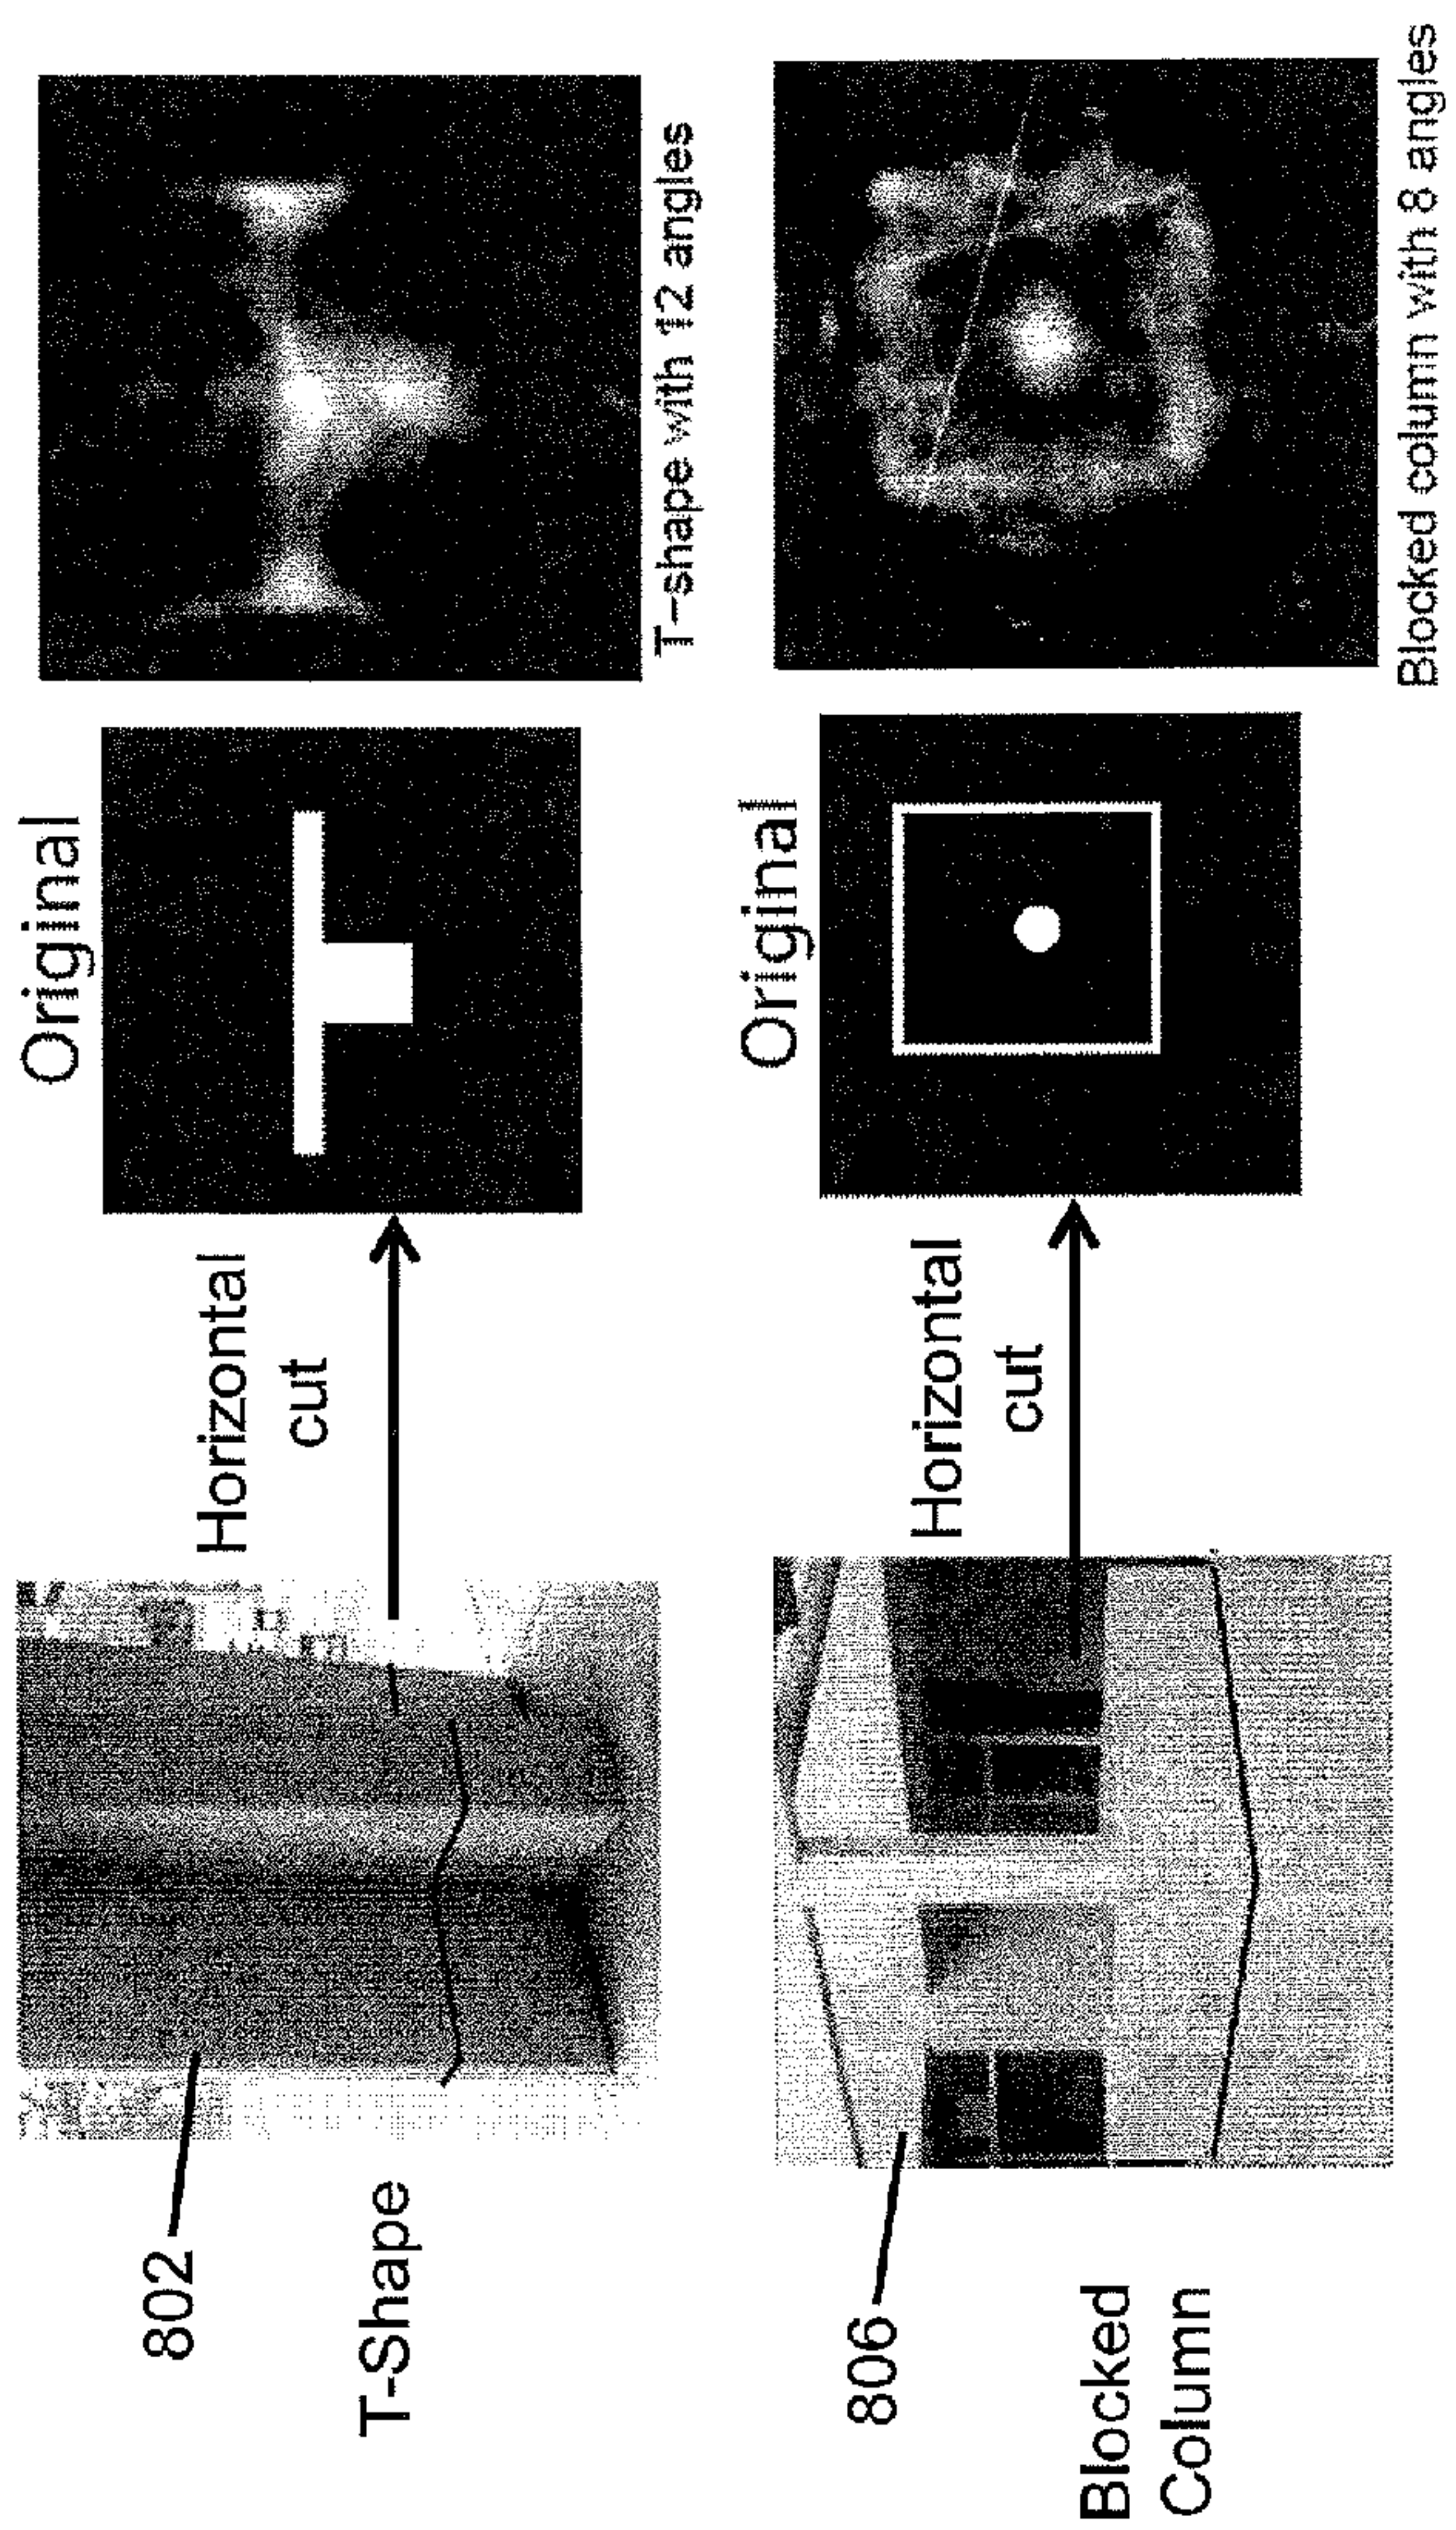 802
T-Shape
Horizontal
cut
Original
T-shape with 12 angles
806
Blocked
Column
Horizontal
cut
Original
Blocked column with 8 angles